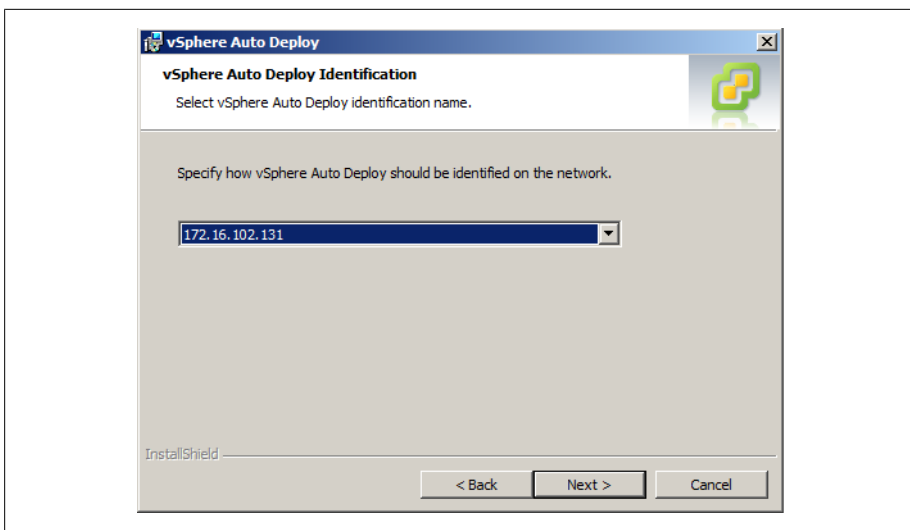 vSphere Auto Deploy
vSphere Auto Deploy Identification
Select vSphere Auto Deploy identification name.
Specify how vSphere Auto Deploy should be identified on the network.
172.16.102.131
InstallShield
< Back Next > Cancel